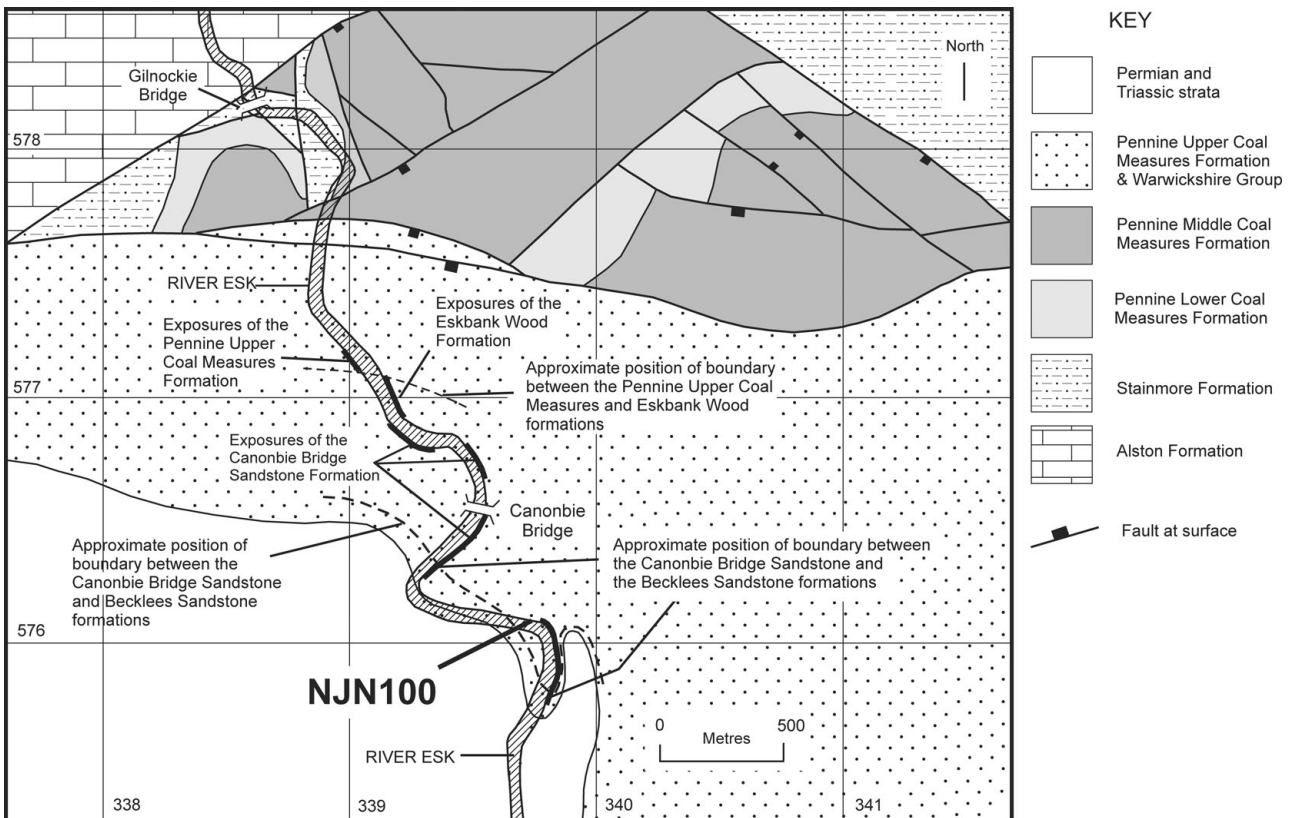 North
Gilnockie
Bridge
578
RIVER ESK
Exposures of the
Eskbank Wood
Formation
Exposures of the
Pennine Upper
Coal Measures
Formation
577
Approximate position of boundary
between the Pennine Upper Coal
Measures and Eskbank Wood
formations
Exposures of the
Canonbie Bridge
Sandstone Formation
Canonbie
Bridge
Approximate position of
boundary between the
Canonbie Bridge Sandstone
and Becklees Sandstone
formations
Approximate position of boundary between
the Canonbie Bridge Sandstone and
the Becklees Sandstone formations
576
NJN100
0 500
Metres
RIVER ESK
338
339
340
341
KEY
Permian and
Triassic strata
Pennine Upper Coal
Measures Formation
& Warwickshire Group
Pennine Middle Coal
Measures Formation
Pennine Lower Coal
Measures Formation
Stainmore Formation
Alston Formation
Fault at surface